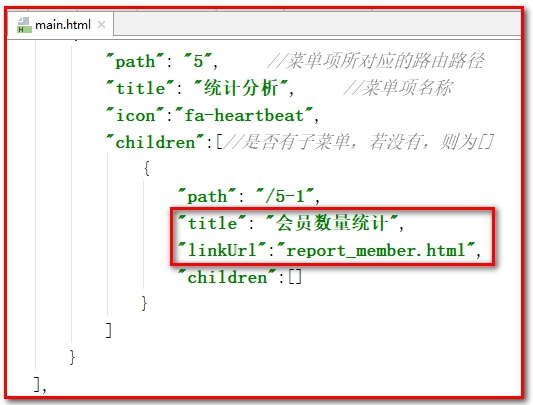 main.html
"path": "5",    //菜单项所对应的路由路径
"title": "统计分析",    //菜单项名称
"icon":"fa-heartbeat",
"children":[//是否有子菜单，若没有，则为[]
{
"path": "/5-1",
"title": "会员数量统计",
"linkUrl":"report_member.html",
"children":[]
}
]
}
],